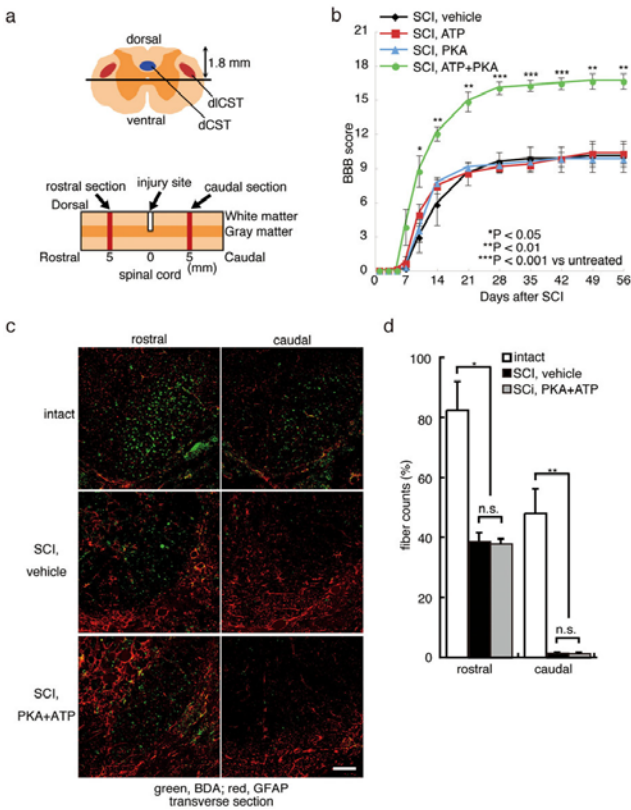 a
dorsal
1.8 mm
dlCST
ventral
dCST
rostral section
injury site
caudal section
Dorsal
White matter
Gray matter
Rostral
5
0
5
(mm)
Caudal
spinal cord
b
SCI, vehicle
SCI, ATP
SCI, PKA
SCI, ATP+PKA
21
18
15
12
9
6
3
0
BBB score
*
**
**
***
***
***
**
**
*P < 0.05
**P < 0.01
***P < 0.001 vs untreated
0
7
14
21
28
35
42
49
56
Days after SCI
c
rostral
caudal
intact
SCI,
vehicle
SCI,
PKA+ATP
green, BDA; red, GFAP
transverse section
d
intact
SCI, vehicle
SCi, PKA+ATP
100
80
60
40
20
0
fiber counts (%)
*
n.s.
**
n.s.
rostral
caudal